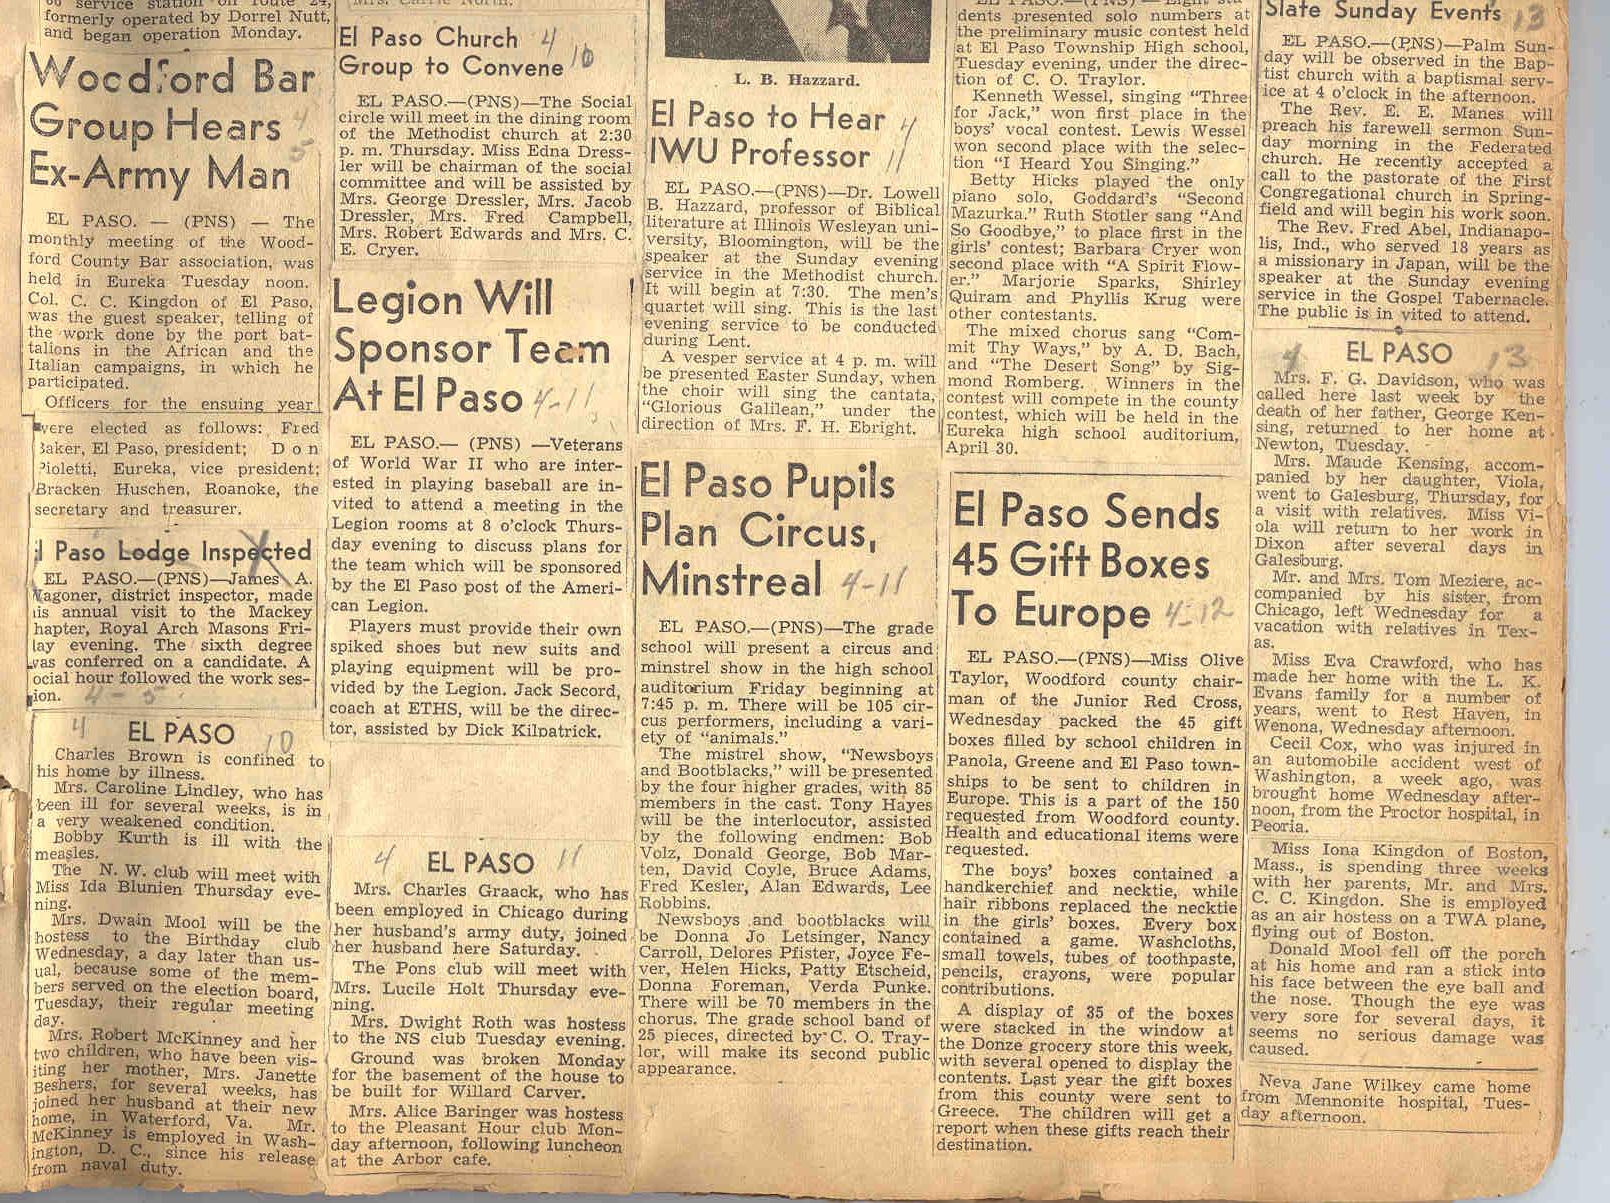 66 service station on route 24,
formerly operated by Dorrel Nutt,
and began operation Monday.
Woodford Bar
Group Hears 4
5
Ex-Army Man
EL PASO. — (PNS) — The
monthly meeting of the Wood-
ford County Bar association, was
held in Eureka Tuesday noon.
Col. C. C. Kingdon of El Paso,
was the guest speaker, telling of
the work done by the port bat-
talions in the African and the
Italian campaigns, in which he
participated.
Officers for the ensuing year
were elected as follows: Fred
Baker, El Paso, president; Don
Pioletti, Eureka, vice president;
Bracken Huschen, Roanoke, the
secretary and treasurer.
l Paso Lodge Inspected
EL PASO.—(PNS)—James A.
Wagoner, district inspector, made
is annual visit to the Mackey
hapter, Royal Arch Masons Fri-
day evening. The sixth degree
was conferred on a candidate. A
ocial hour followed the work ses-
sion. 4-5
4 EL PASO 10
Charles Brown is confined to
his home by illness.
Mrs. Caroline Lindley, who has
been ill for several weeks, is in
a very weakened condition.
Bobby Kurth is ill with the
measles.
The N. W. club will meet with
Miss Ida Blunien Thursday eve-
ning.
Mrs. Dwain Mool will be the
hostess to the Birthday club
Wednesday, a day later than us-
ual, because some of the mem-
bers served on the election board,
Tuesday, their regular meeting
day.
Mrs. Robert McKinney and her
two children, who have been vis-
iting her mother, Mrs. Janette
Beshers, for several weeks, has
joined her husband at their new
home, in Waterford, Va. Mr.
McKinney is employed in Wash-
ington, D. C., since his release
from naval duty.
El Paso Church 4
Group to Convene 10
EL PASO.—(PNS)—The Social
circle will meet in the dining room
of the Methodist church at 2:30
p. m. Thursday. Miss Edna Dress-
ler will be chairman of the social
committee and will be assisted by
Mrs. George Dressler, Mrs. Jacob
Dressler, Mrs. Fred Campbell,
Mrs. Robert Edwards and Mrs. C.
E. Cryer.
Legion Will
Sponsor Team
At El Paso 4-11
EL PASO.— (PNS) —Veterans
of World War II who are inter-
ested in playing baseball are in-
vited to attend a meeting in the
Legion rooms at 8 o'clock Thurs-
day evening to discuss plans for
the team which will be sponsored
by the El Paso post of the Ameri-
can Legion.
Players must provide their own
spiked shoes but new suits and
playing equipment will be pro-
vided by the Legion. Jack Secord,
coach at ETHS, will be the direc-
tor, assisted by Dick Kilpatrick.
4 EL PASO 11
Mrs. Charles Graack, who has
been employed in Chicago during
her husband's army duty, joined
her husband here Saturday.
The Pons club will meet with
Mrs. Lucile Holt Thursday eve-
ning.
Mrs. Dwight Roth was hostess
to the NS club Tuesday evening.
Ground was broken Monday
for the basement of the house to
be built for Willard Carver.
Mrs. Alice Baringer was hostess
to the Pleasant Hour club Mon-
day afternoon, following luncheon
at the Arbor cafe.
L. B. Hazzard.
El Paso to Hear 4
IWU Professor 11
EL PASO.—(PNS)—Dr. Lowell
B. Hazzard, professor of Biblical
literature at Illinois Wesleyan uni-
versity, Bloomington, will be the
speaker at the Sunday evening
service in the Methodist church.
It will begin at 7:30. The men's
quartet will sing. This is the last
evening service to be conducted
during Lent.
A vesper service at 4 p. m. will
be presented Easter Sunday, when
the choir will sing the cantata,
"Glorious Galilean," under the
direction of Mrs. F. H. Ebright.
El Paso Pupils
Plan Circus,
Minstreal 4-11
EL PASO.—(PNS)—The grade
school will present a circus and
minstrel show in the high school
auditorium Friday beginning at
7:45 p. m. There will be 105 cir-
cus performers, including a vari-
ety of "animals."
The mistrel show, "Newsboys
and Bootblacks," will be presented
by the four higher grades, with 85
members in the cast. Tony Hayes
will be the interlocutor, assisted
by the following endmen: Bob
Volz, Donald George, Bob Mar-
ten, David Coyle, Bruce Adams,
Fred Kesler, Alan Edwards, Lee
Robbins.
Newsboys and bootblacks will
be Donna Jo Letsinger, Nancy
Carroll, Delores Pfister, Joyce Fe-
ver, Helen Hicks, Patty Etscheid,
Donna Foreman, Verda Punke.
There will be 70 members in the
chorus. The grade school band of
25 pieces, directed by C. O. Tray-
lor, will make its second public
appearance.
EL PASO.—(PNS)—Eight stu-
dents presented solo numbers at
the preliminary music contest held
at El Paso Township High school,
Tuesday evening, under the direc-
tion of C. O. Traylor.
Kenneth Wessel, singing "Three
for Jack," won first place in the
boys' vocal contest. Lewis Wessel
won second place with the selec-
tion "I Heard You Singing."
Betty Hicks played the only
piano solo, Goddard's "Second
Mazurka." Ruth Stotler sang "And
So Goodbye," to place first in the
girls' contest; Barbara Cryer won
second place with "A Spirit Flow-
er." Marjorie Sparks, Shirley
Quiram and Phyllis Krug were
other contestants.
The mixed chorus sang "Com-
mit Thy Ways," by A. D. Bach,
and "The Desert Song" by Sig-
mond Romberg. Winners in the
contest will compete in the county
contest, which will be held in the
Eureka high school auditorium,
April 30.
El Paso Sends
45 Gift Boxes
To Europe 4-12
EL PASO.—(PNS)—Miss Olive
Taylor, Woodford county chair-
man of the Junior Red Cross,
Wednesday packed the 45 gift
boxes filled by school children in
Panola, Greene and El Paso town-
ships to be sent to children in
Europe. This is a part of the 150
requested from Woodford county.
Health and educational items were
requested.
The boys' boxes contained a
handkerchief and necktie, while
hair ribbons replaced the necktie
in the girls' boxes. Every box
contained a game. Washcloths,
small towels, tubes of toothpaste,
pencils, crayons, were popular
contributions.
A display of 35 of the boxes
were stacked in the window at
the Donze grocery store this week,
with several opened to display the
contents. Last year the gift boxes
from this county were sent to
Greece. The children will get a
report when these gifts reach their
destination.
Slate Sunday Events 13
EL PASO.—(PNS)—Palm Sun-
day will be observed in the Bap-
tist church with a baptismal serv-
ice at 4 o'clock in the afternoon.
The Rev. E. E. Manes will
preach his farewell sermon Sun-
day morning in the Federated
church. He recently accepted a
call to the pastorate of the First
Congregational church in Spring-
field and will begin his work soon.
The Rev. Fred Abel, Indianapo-
lis, Ind., who served 18 years as
a missionary in Japan, will be the
speaker at the Sunday evening
service in the Gospel Tabernacle.
The public is in vited to attend.
4 EL PASO 13
Mrs. F. G. Davidson, who was
called here last week by the
death of her father, George Ken-
sing, returned to her home at
Newton, Tuesday.
Mrs. Maude Kensing, accom-
panied by her daughter, Viola,
went to Galesburg, Thursday, for
a visit with relatives. Miss Vi-
ola will return to her work in
Dixon after several days in
Galesburg.
Mr. and Mrs. Tom Meziere, ac-
companied by his sister, from
Chicago, left Wednesday for a
vacation with relatives in Tex-
as.
Miss Eva Crawford, who has
made her home with the L. K.
Evans family for a number of
years, went to Rest Haven, in
Wenona, Wednesday afternoon.
Cecil Cox, who was injured in
an automobile accident west of
Washington, a week ago, was
brought home Wednesday after-
noon, from the Proctor hospital, in
Peoria.
Miss Iona Kingdon of Boston,
Mass., is spending three weeks
with her parents, Mr. and Mrs.
C. C. Kingdon. She is employed
as an air hostess on a TWA plane,
flying out of Boston.
Donald Mool fell off the porch
at his home and ran a stick into
his face between the eye ball and
the nose. Though the eye was
very sore for several days, it
seems no serious damage was
caused.
Neva Jane Wilkey came home
from Mennonite hospital, Tues-
day afternoon.